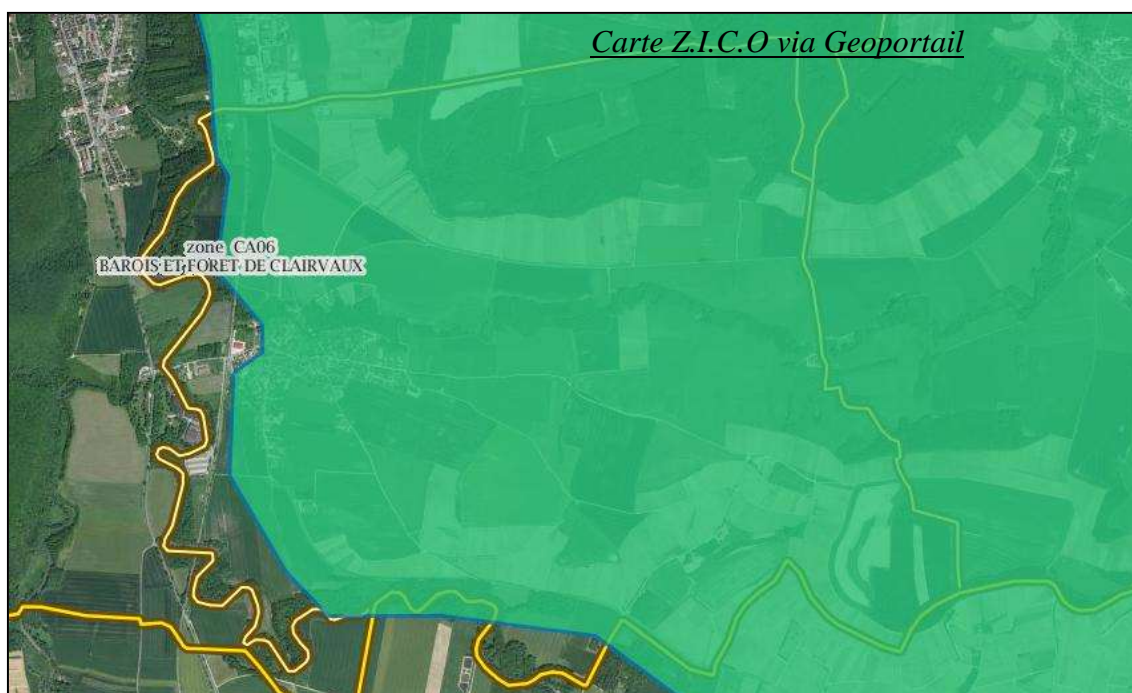 Carte Z.I.C.O via Geoportail
zone CA06
BAROIS ET FORET DE CLAIRVAUX